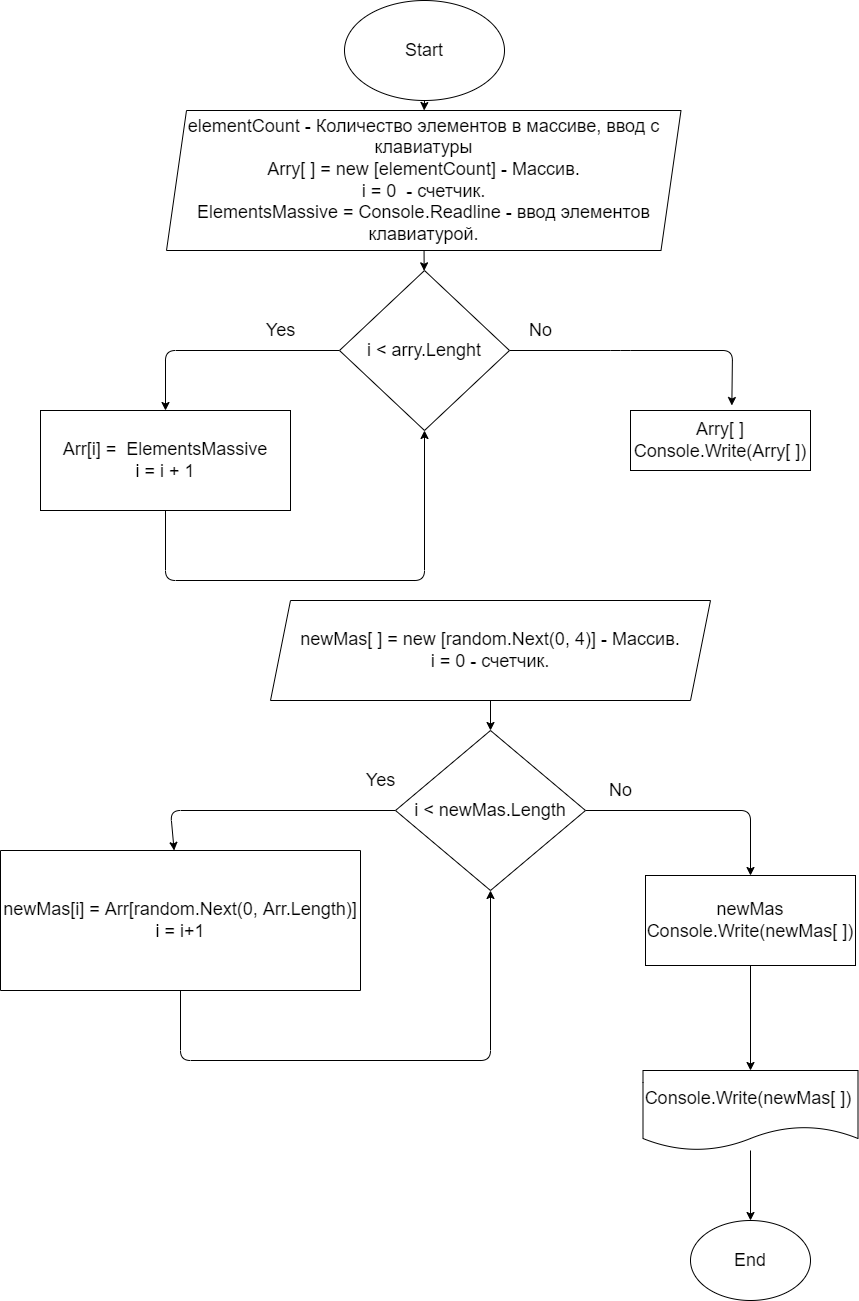 Start
elementCount - Количество элементов в массиве, ввод с
клавиатуры
Arry[ ] = new [elementCount] - Массив.
i = 0  - счетчик.
ElementsMassive = Console.Readline - ввод элементов
клавиатурой.
Yes
i < arry.Lenght
No
Arr[i] =  ElementsMassive
i = i + 1
Arry[ ]
Console.Write(Arry[ ])
newMas[ ] = new [random.Next(0, 4)] - Массив.
i = 0 - счетчик.
Yes
i < newMas.Length
No
newMas[i] = Arr[random.Next(0, Arr.Length)]
i = i+1
newMas
Console.Write(newMas[ ])
Console.Write(newMas[ ])
End